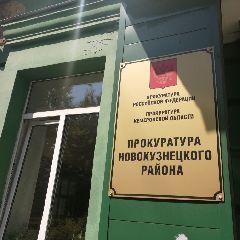 ПРОКУРАТУРА
РОССИЙСКОЙ ФЕДЕРАЦИИ
ПРОКУРАТУРА
КЕМЕРОВСКОЙ ОБЛАСТИ
ПРОКУРАТУРА
НОВОКУЗНЕЦКОГО
РАЙОНА